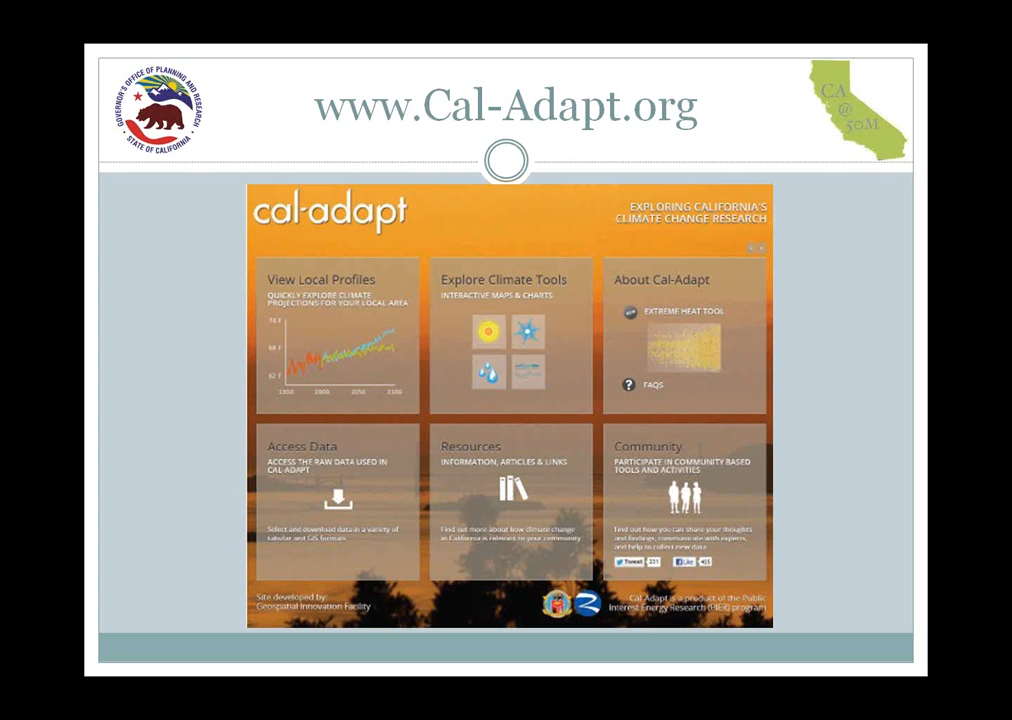 GOVERNOR'S OFFICE OF PLANNING AND RESEARCH
• STATE OF CALIFORNIA •
www.Cal-Adapt.org
CA
@
50M
cal-adapt
EXPLORING CALIFORNIA'S
CLIMATE CHANGE RESEARCH
View Local Profiles
QUICKLY EXPLORE CLIMATE
PROJECTIONS FOR YOUR LOCAL AREA
74 F
68 F
62 F
1950 2000 2050 2100
Explore Climate Tools
INTERACTIVE MAPS & CHARTS
About Cal-Adapt
EXTREME HEAT TOOL
? FAQS
Access Data
ACCESS THE RAW DATA USED IN
CAL-ADAPT
Select and download data in a variety of
tabular and GIS formats
Resources
INFORMATION, ARTICLES & LINKS
Find out more about how climate change
in California is relevant to your community
Community
PARTICIPATE IN COMMUNITY BASED
TOOLS AND ACTIVITIES
Find out how you can share your thoughts
and findings, communicate with experts,
and help to collect new data
Tweet 231 Like 405
Site developed by:
Geospatial Innovation Facility
Cal-Adapt is a product of the Public
Interest Energy Research (PIER) program